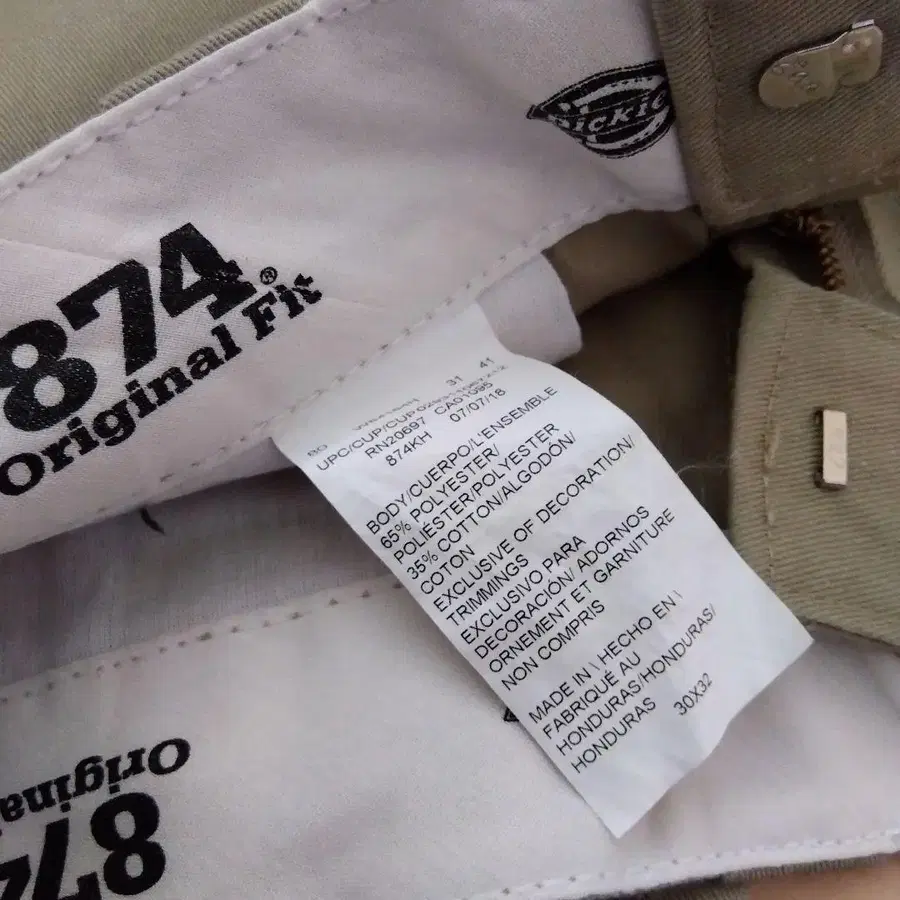 Dickies
874®
Original Fit
31 41
UPC/CUP/CUP
RN20697 CA01095
874KH 07/07/18
BODY/CUERPO/L'ENSEMBLE
65% POLYESTER/
POLIÉSTER/POLYESTER
35% COTTON/ALGODÓN/
COTON
EXCLUSIVE OF DECORATION/
TRIMMINGS
EXCLUSIVO PARA
DECORACIÓN/ ADORNOS
ORNEMENT ET GARNITURE
NON COMPRIS
MADE IN \ HECHO EN \
FABRIQUÉ AU
HONDURAS/HONDURAS/
HONDURAS 30X32
Original
874